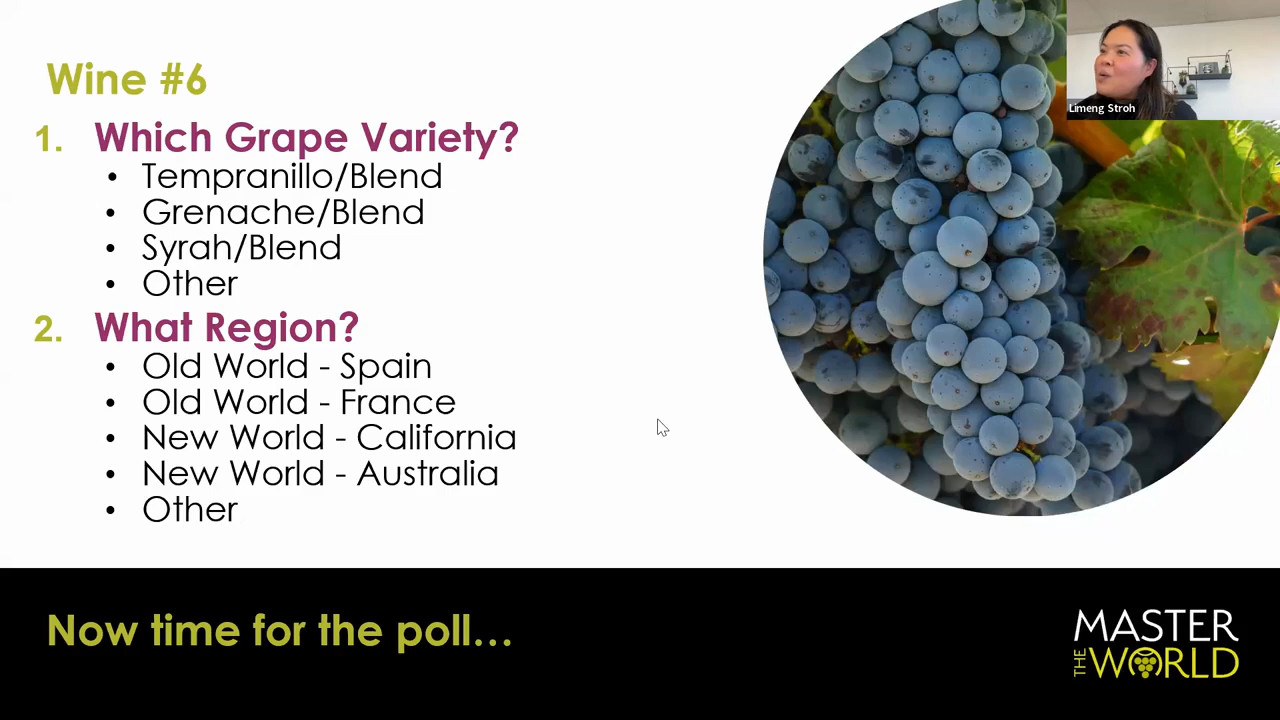 Wine #6
1. Which Grape Variety?
• Tempranillo/Blend
• Grenache/Blend
• Syrah/Blend
• Other
2. What Region?
• Old World - Spain
• Old World - France
• New World - California
• New World - Australia
• Other
Limeng Stroh
Now time for the poll...
MASTER
THE WORLD